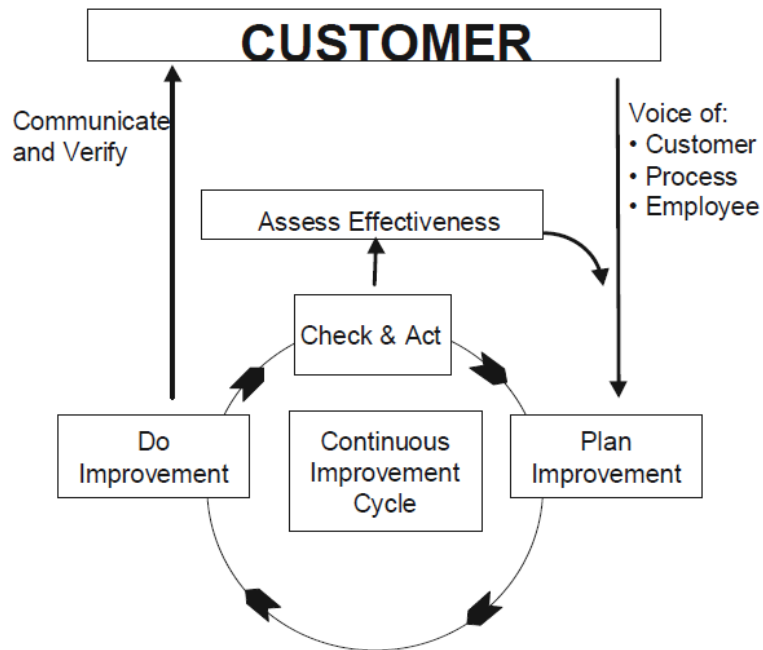 CUSTOMER
Communicate
and Verify
Voice of:
• Customer
• Process
• Employee
Assess Effectiveness
Check & Act
Do
Improvement
Continuous
Improvement
Cycle
Plan
Improvement